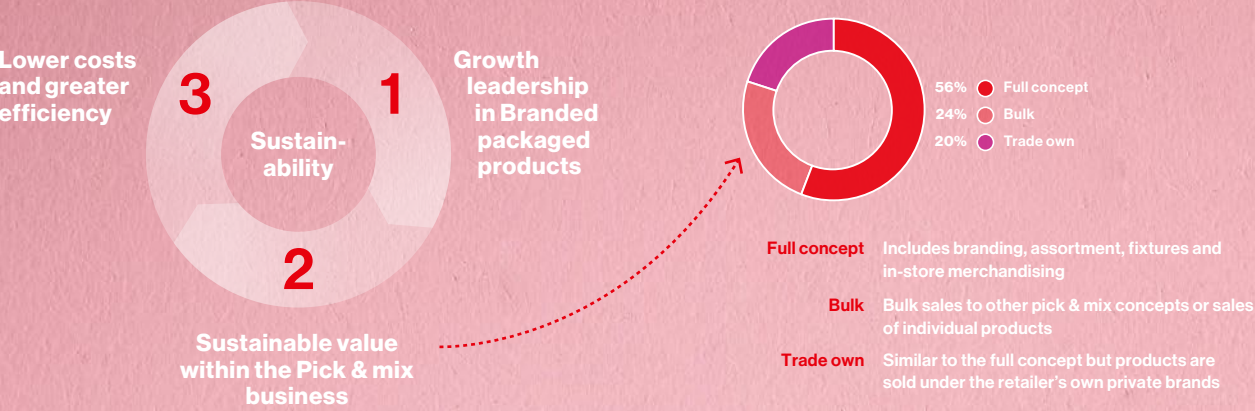 Lower costs
and greater
efficiency
3
1
Growth
leadership
in Branded
packaged
products
Sustain-
ability
2
Sustainable value
within the Pick & mix
business
56% Full concept
24% Bulk
20% Trade own
Full concept Includes branding, assortment, fixtures and
in-store merchandising
Bulk Bulk sales to other pick & mix concepts or sales
of individual products
Trade own Similar to the full concept but products are
sold under the retailer's own private brands